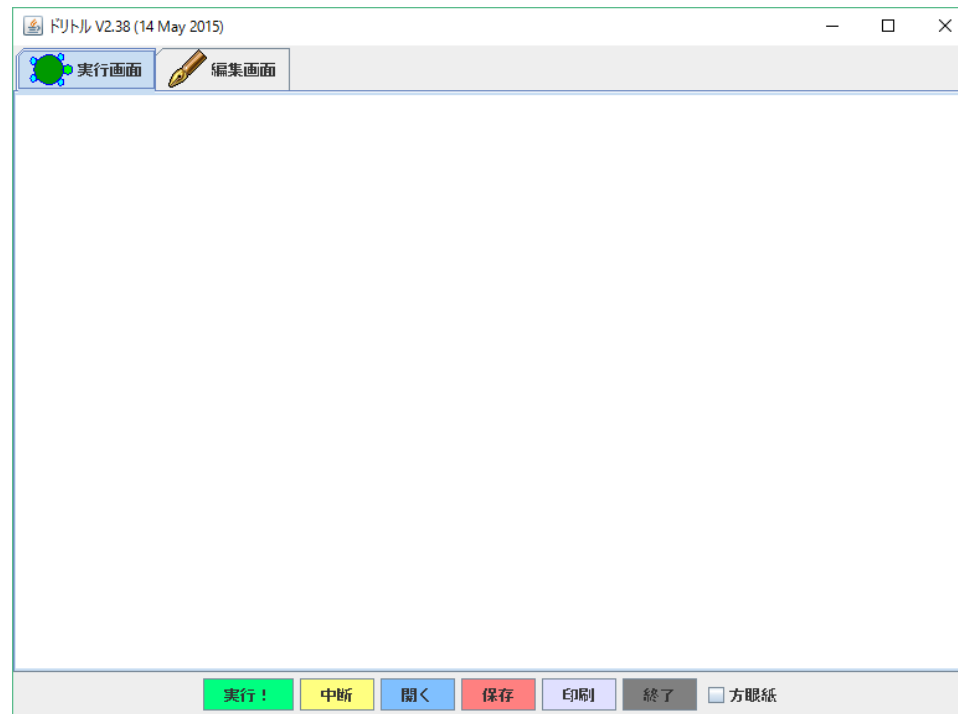 ドリトル V2.38 (14 May 2015)
実行画面 編集画面
実行！ 中断 開く 保存 印刷 終了 方眼紙